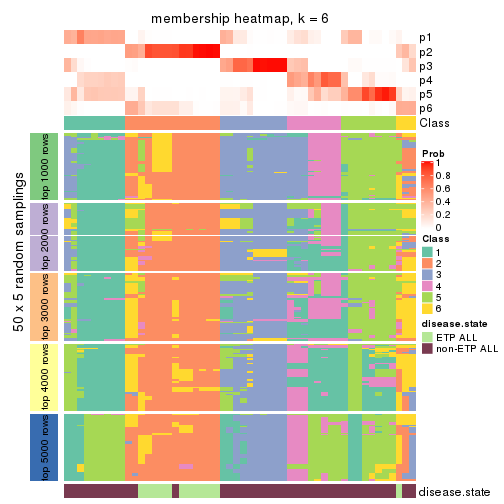 membership heatmap, k = 6
p1
p2
p3
p4
p5
p6
Class
50 x 5 random samplings
top 1000 rows
top 2000 rows
top 3000 rows
top 4000 rows
top 5000 rows
disease.state
Prob
1
0.8
0.6
0.4
0.2
0
Class
1
2
3
4
5
6
disease.state
ETP ALL
non-ETP ALL